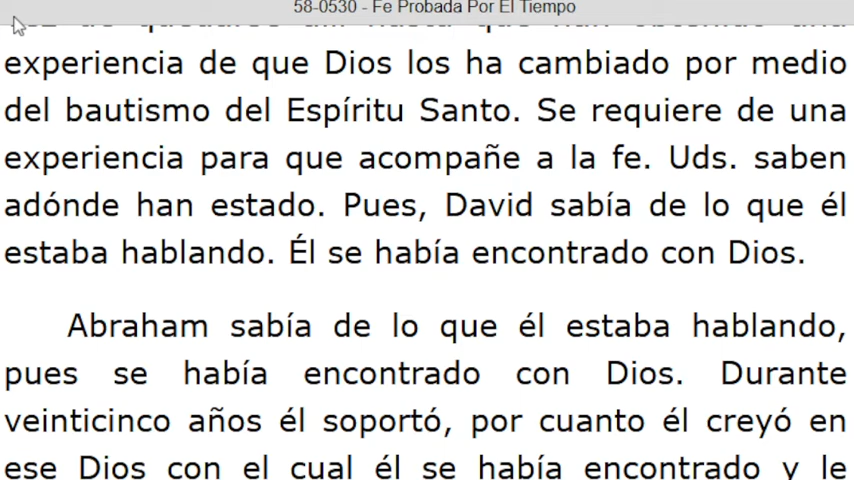 58-0530 - Fe Probada Por El Tiempo
experiencia de que Dios los ha cambiado por medio
del bautismo del Espíritu Santo. Se requiere de una
experiencia para que acompañe a la fe. Uds. saben
adónde han estado. Pues, David sabía de lo que él
estaba hablando. Él se había encontrado con Dios.
Abraham sabía de lo que él estaba hablando,
pues se había encontrado con Dios. Durante
veinticinco años él soportó, por cuanto él creyó en
ese Dios con el cual él se había encontrado y le